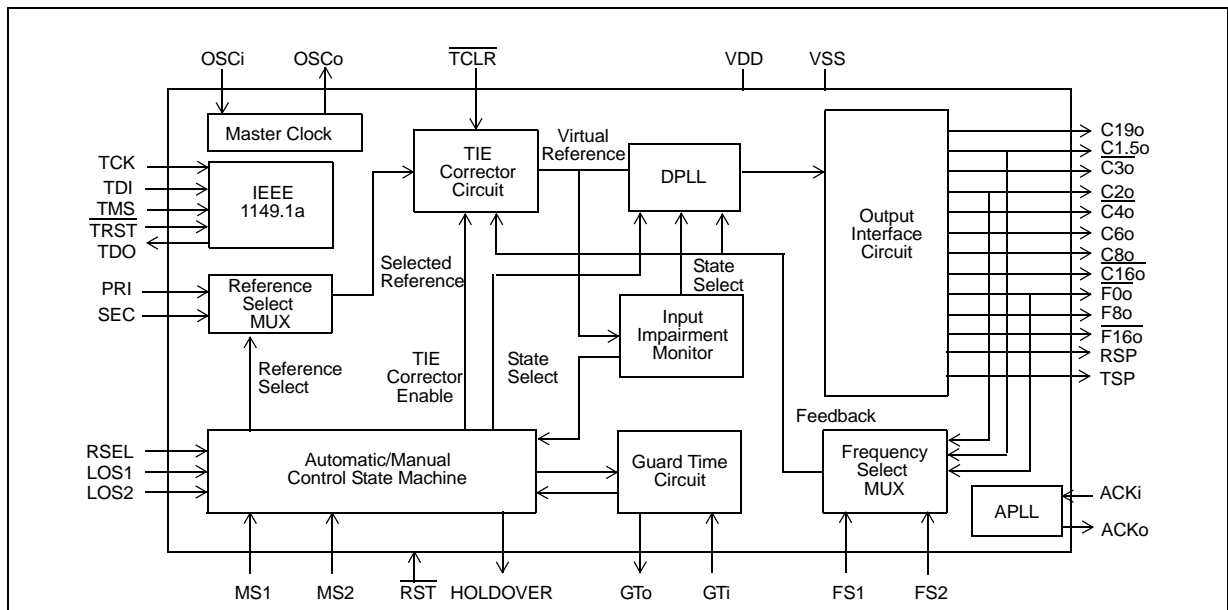 OSCi
OSCo
TCLR
VDD
VSS
Master Clock
TIE
Corrector
Circuit
Virtual
Reference
DPLL
Output
Interface
Circuit
TCK
TDI
TMS
TRST
TDO
IEEE
1149.1a
C19o
C1.5o
C3o
C2o
C4o
C6o
C8o
C16o
F0o
F8o
F16o
RSP
TSP
PRI
SEC
Reference
Select
MUX
Selected
Reference
State
Select
Input
Impairment
Monitor
Reference
Select
TIE
Corrector
Enable
State
Select
Feedback
RSEL
LOS1
LOS2
Automatic/Manual
Control State Machine
Guard Time
Circuit
Frequency
Select
MUX
APLL
ACKi
ACKo
MS1
MS2
RST
HOLDOVER
GTo
GTi
FS1
FS2